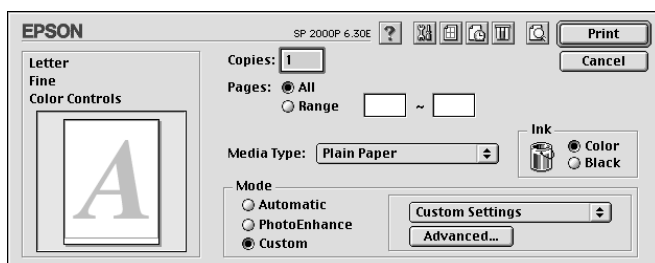 EPSON
SP 2000P 6.30E
?
Print
Cancel
Letter
Fine
Color Controls
A
Copies: 1
Pages: All
Range ~
Media Type: Plain Paper
Ink
Color
Black
Mode
Automatic
PhotoEnhance
Custom
Custom Settings
Advanced...